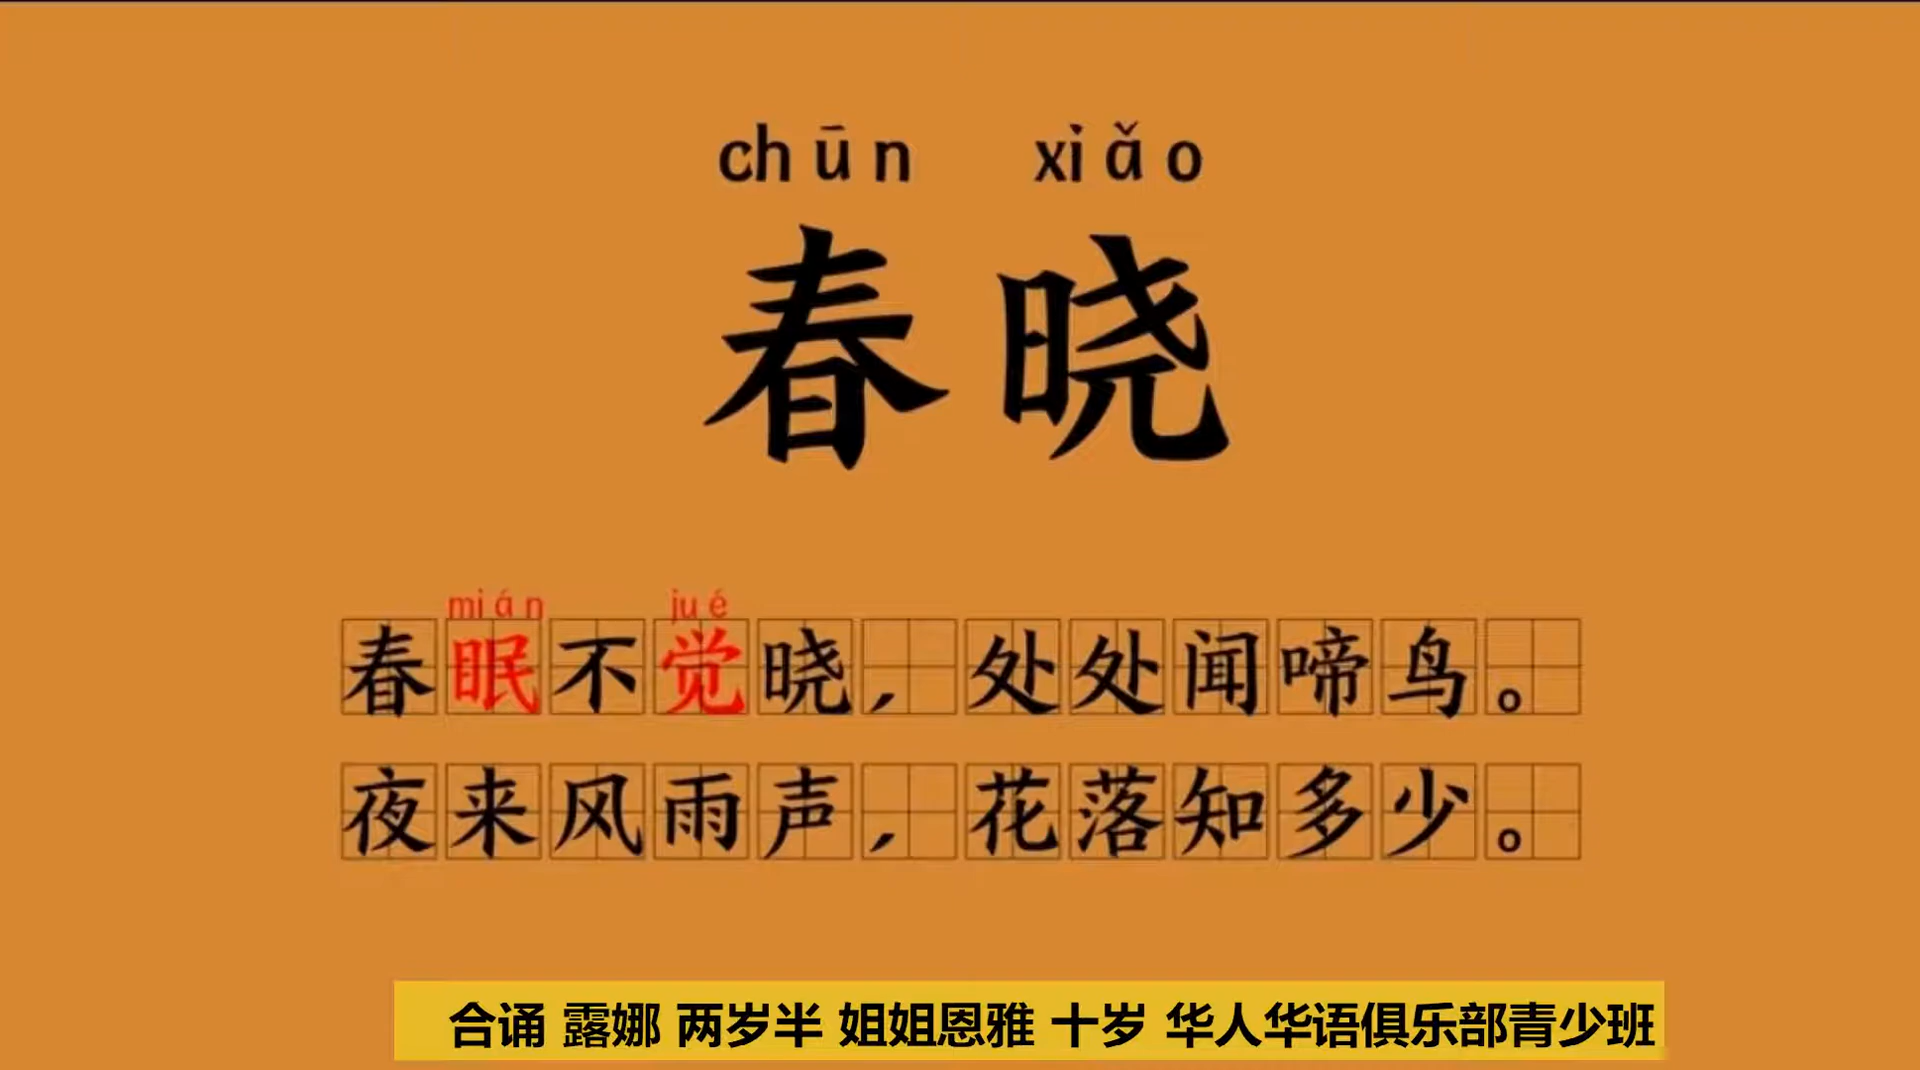 chūn xiǎo
春晓
mián jué
春眠不觉晓，处处闻啼鸟。
夜来风雨声，花落知多少。
合诵 露娜 两岁半 姐姐恩雅 十岁 华人华语俱乐部青少班